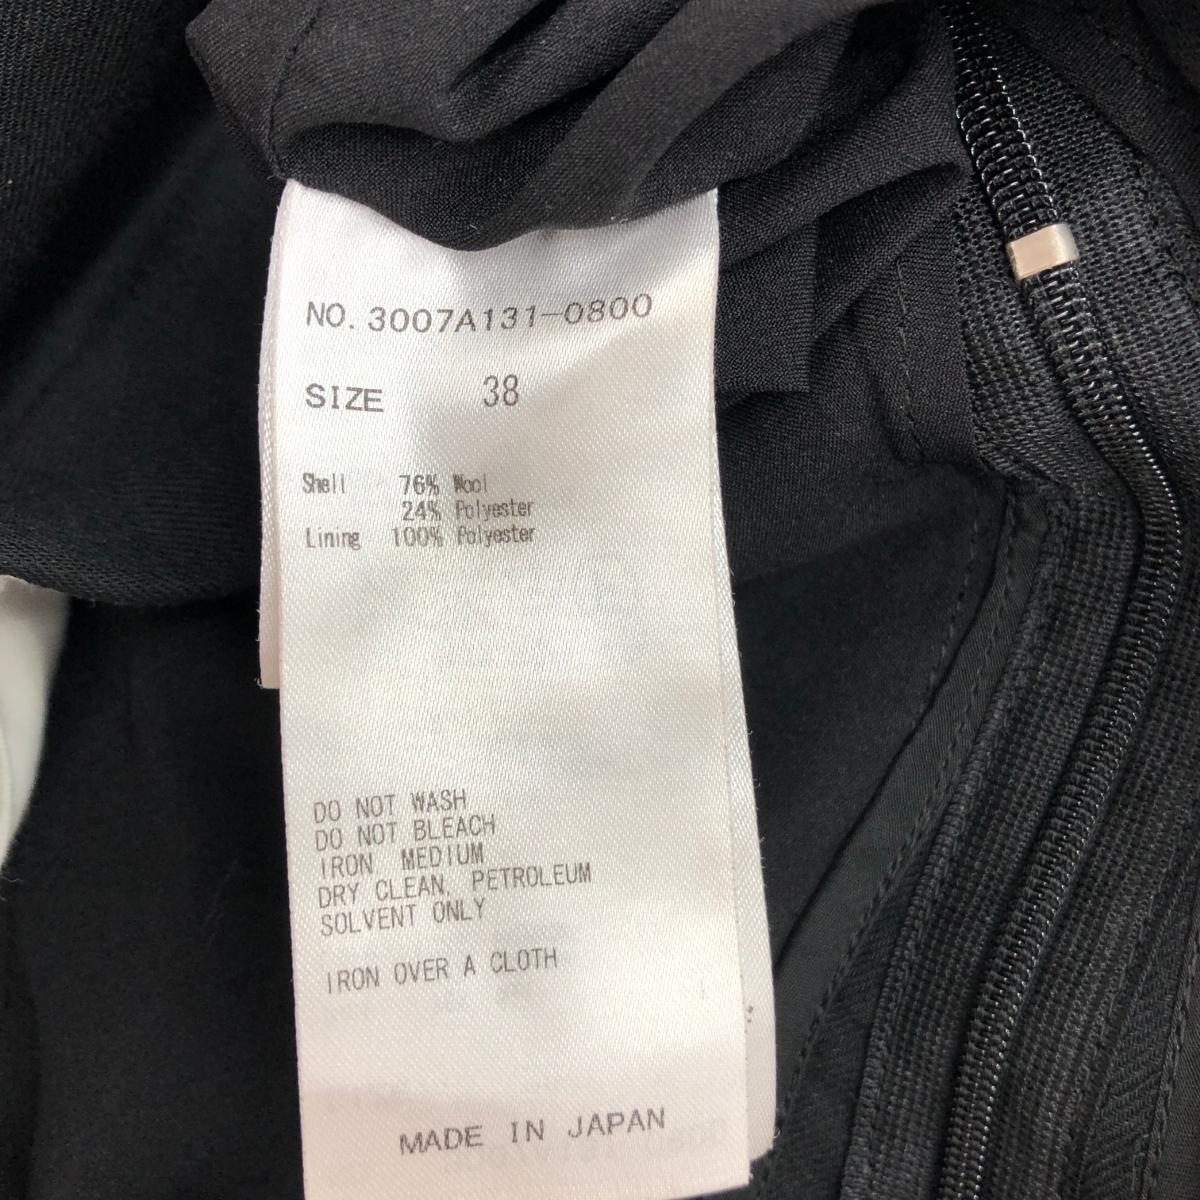 NO. 3007A131-0800
SIZE 38
Shell 76% Wool
24% Polyester
Lining 100% Polyester
DO NOT WASH
DO NOT BLEACH
IRON MEDIUM
DRY CLEAN, PETROLEUM
SOLVENT ONLY
IRON OVER A CLOTH
MADE IN JAPAN